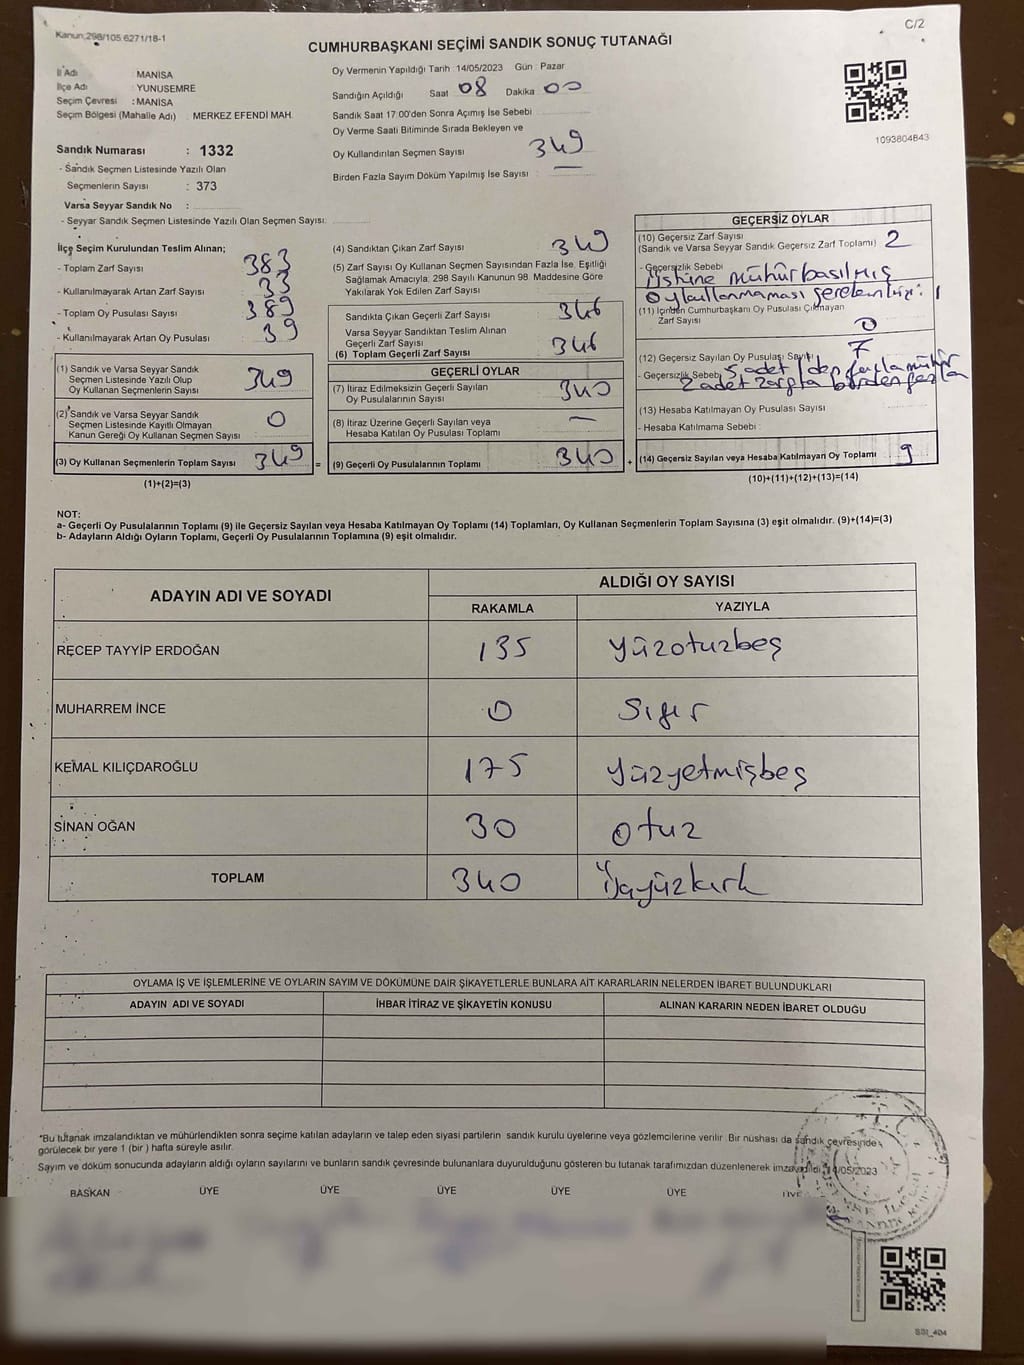 Kanun 298/105 6271/18-1
C/2
CUMHURBAŞKANI SEÇİMİ SANDIK SONUÇ TUTANAĞI
İl Adı : MANİSA
İlçe Adı : YUNUSEMRE
Seçim Çevresi : MANİSA
Seçim Bölgesi (Mahalle Adı) : MERKEZ EFENDİ MAH
Sandık Numarası : 1332
- Sandık Seçmen Listesinde Yazılı Olan
Seçmenlerin Sayısı : 373
Varsa Seyyar Sandık No :
- Seyyar Sandık Seçmen Listesinde Yazılı Olan Seçmen Sayısı:
Oy Vermenin Yapıldığı Tarih 14/05/2023 Gün : Pazar
Sandığın Açıldığı Saat 08 Dakika 00
Sandık Saat 17:00'den Sonra Açımış İse Sebebi
Oy Verme Saati Bitiminde Sırada Bekleyen ve
Oy Kullandırılan Seçmen Sayısı 349
Birden Fazla Sayım Döküm Yapılmış İse Sayısı : —
1093804843
İlçe Seçim Kurulundan Teslim Alınan;
- Toplam Zarf Sayısı 383
- Kullanılmayarak Artan Zarf Sayısı 33
- Toplam Oy Pusulası Sayısı 389
- Kullanılmayarak Artan Oy Pusulası 39
(1) Sandık ve Varsa Seyyar Sandık
Seçmen Listesinde Yazılı Olup
Oy Kullanan Seçmenlerin Sayısı 349
(2) Sandık ve Varsa Seyyar Sandık
Seçmen Listesinde Kayıtlı Olmayan
Kanun Gereği Oy Kullanan Seçmen Sayısı 0
(3) Oy Kullanan Seçmenlerin Toplam Sayısı 349
(1)+(2)=(3)
(4) Sandıktan Çıkan Zarf Sayısı 349
(5) Zarf Sayısı Oy Kullanan Seçmen Sayısından Fazla İse, Eşitliği
Sağlamak Amacıyla; 298 Sayılı Kanunun 98. Maddesine Göre
Yakılarak Yok Edilen Zarf Sayısı
Sandıkta Çıkan Geçerli Zarf Sayısı 346
Varsa Seyyar Sandıktan Teslim Alınan
Geçerli Zarf Sayısı
(6) Toplam Geçerli Zarf Sayısı 346
GEÇERLİ OYLAR
(7) İtiraz Edilmeksizin Geçerli Sayılan
Oy Pusulalarının Sayısı 340
(8) İtiraz Üzerine Geçerli Sayılan veya
Hesaba Katılan Oy Pusulası Toplamı —
= (9) Geçerli Oy Pusulalarının Toplamı 340
GEÇERSİZ OYLAR
(10) Geçersiz Zarf Sayısı
(Sandık ve Varsa Seyyar Sandık Geçersiz Zarf Toplamı) 2
- Geçersizlik Sebebi
üstüne mühür basılmış
Oy kullanmaması gereken 1
(11) İçinden Cumhurbaşkanı Oy Pusulası Çıkmayan
Zarf Sayısı 0
(12) Geçersiz Sayılan Oy Pusulası Sayısı 7
- Geçersizlik Sebebi 5 adet 1 den fazla mühür
2 adet zarfta birden fazla
(13) Hesaba Katılmayan Oy Pusulası Sayısı
- Hesaba Katılmama Sebebi :
+ (14) Geçersiz Sayılan veya Hesaba Katılmayan Oy Toplamı 9
(10)+(11)+(12)+(13)=(14)
NOT:
a- Geçerli Oy Pusulalarının Toplamı (9) ile Geçersiz Sayılan veya Hesaba Katılmayan Oy Toplamı (14) Toplamları, Oy Kullanan Seçmenlerin Toplam Sayısına (3) eşit olmalıdır. (9)+(14)=(3)
b- Adayların Aldığı Oyların Toplamı, Geçerli Oy Pusulalarının Toplamına (9) eşit olmalıdır.
ADAYIN ADI VE SOYADI ALDIĞI OY SAYISI
RAKAMLA YAZIYLA
RECEP TAYYİP ERDOĞAN 135 yüzotuzbeş
MUHARREM İNCE 0 Sıfır
KEMAL KILIÇDAROĞLU 175 yüzyetmişbeş
SİNAN OĞAN 30 otuz
TOPLAM 340 üçyüzkırk
OYLAMA İŞ VE İŞLEMLERİNE VE OYLARIN SAYIM VE DÖKÜMÜNE DAİR ŞİKAYETLERLE BUNLARA AİT KARARLARIN NELERDEN İBARET BULUNDUKLARI
ADAYIN ADI VE SOYADI İHBAR İTİRAZ VE ŞİKAYETİN KONUSU ALINAN KARARIN NEDEN İBARET OLDUĞU
*Bu tutanak imzalandıktan ve mühürlendikten sonra seçime katılan adayların ve talep eden siyasi partilerin sandık kurulu üyelerine veya gözlemcilerine verilir. Bir nüshası da sandık çevresinde
görülecek bir yere 1 (bir ) hafta süreyle asılır.
Sayım ve döküm sonucunda adayların aldığı oyların sayılarını ve bunların sandık çevresinde bulunanlara duyurulduğunu gösteren bu tutanak tarafımızdan düzenlenerek imzalandı. 14/05/2023
BAŞKAN ÜYE ÜYE ÜYE ÜYE ÜYE ÜYE